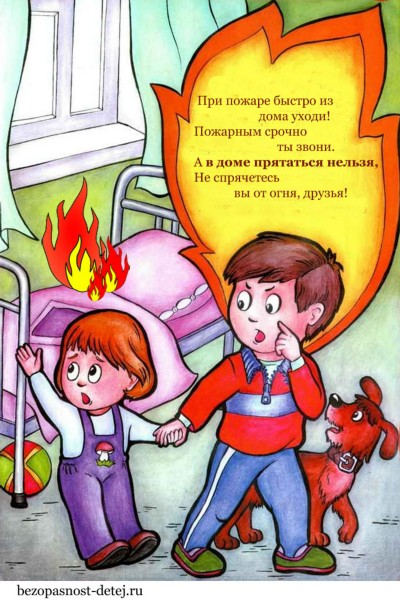 При пожаре быстро из
дома уходи!
Пожарным срочно
ты звони.
А в доме прятаться нельзя,
Не спрячетесь
вы от огня, друзья!
bezopasnost-detej.ru